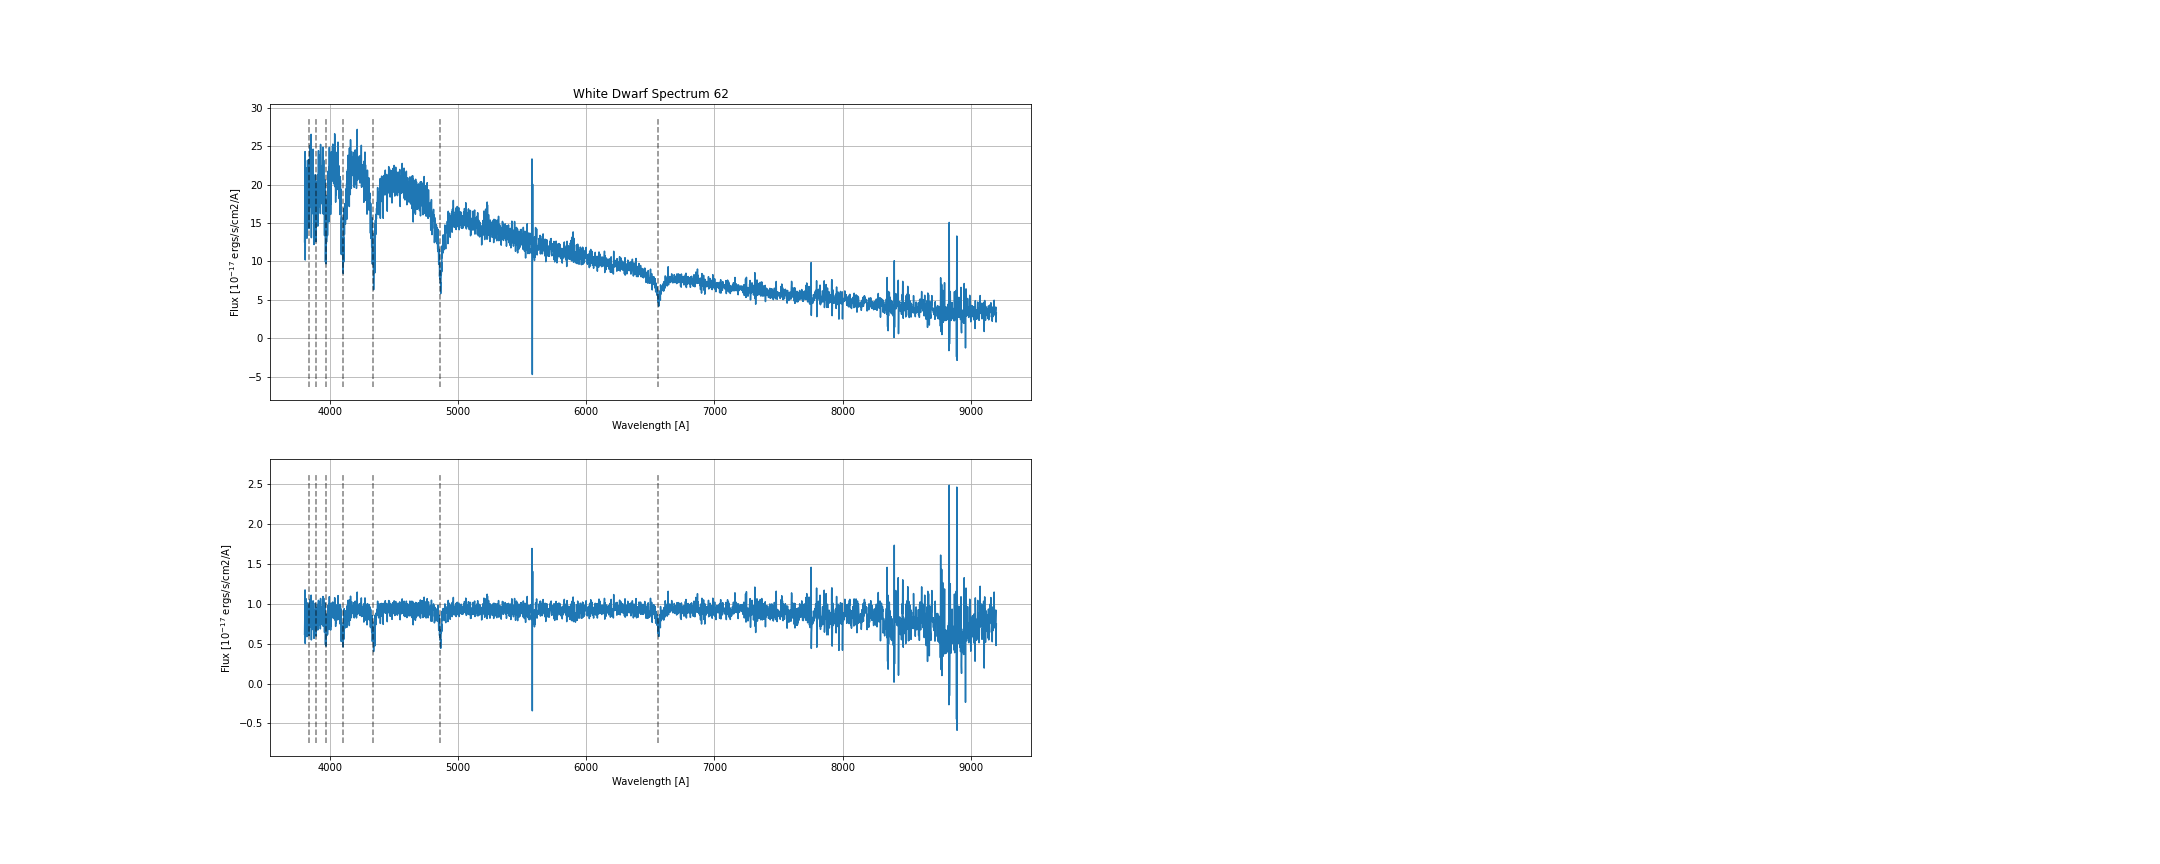 White Dwarf Spectrum 62
30
25
20
15
10
5
0
−5
Flux [10⁻¹⁷ ergs/s/cm2/A]
4000 5000 6000 7000 8000 9000
Wavelength [A]
2.5
2.0
1.5
1.0
0.5
0.0
−0.5
Flux [10⁻¹⁷ ergs/s/cm2/A]
4000 5000 6000 7000 8000 9000
Wavelength [A]